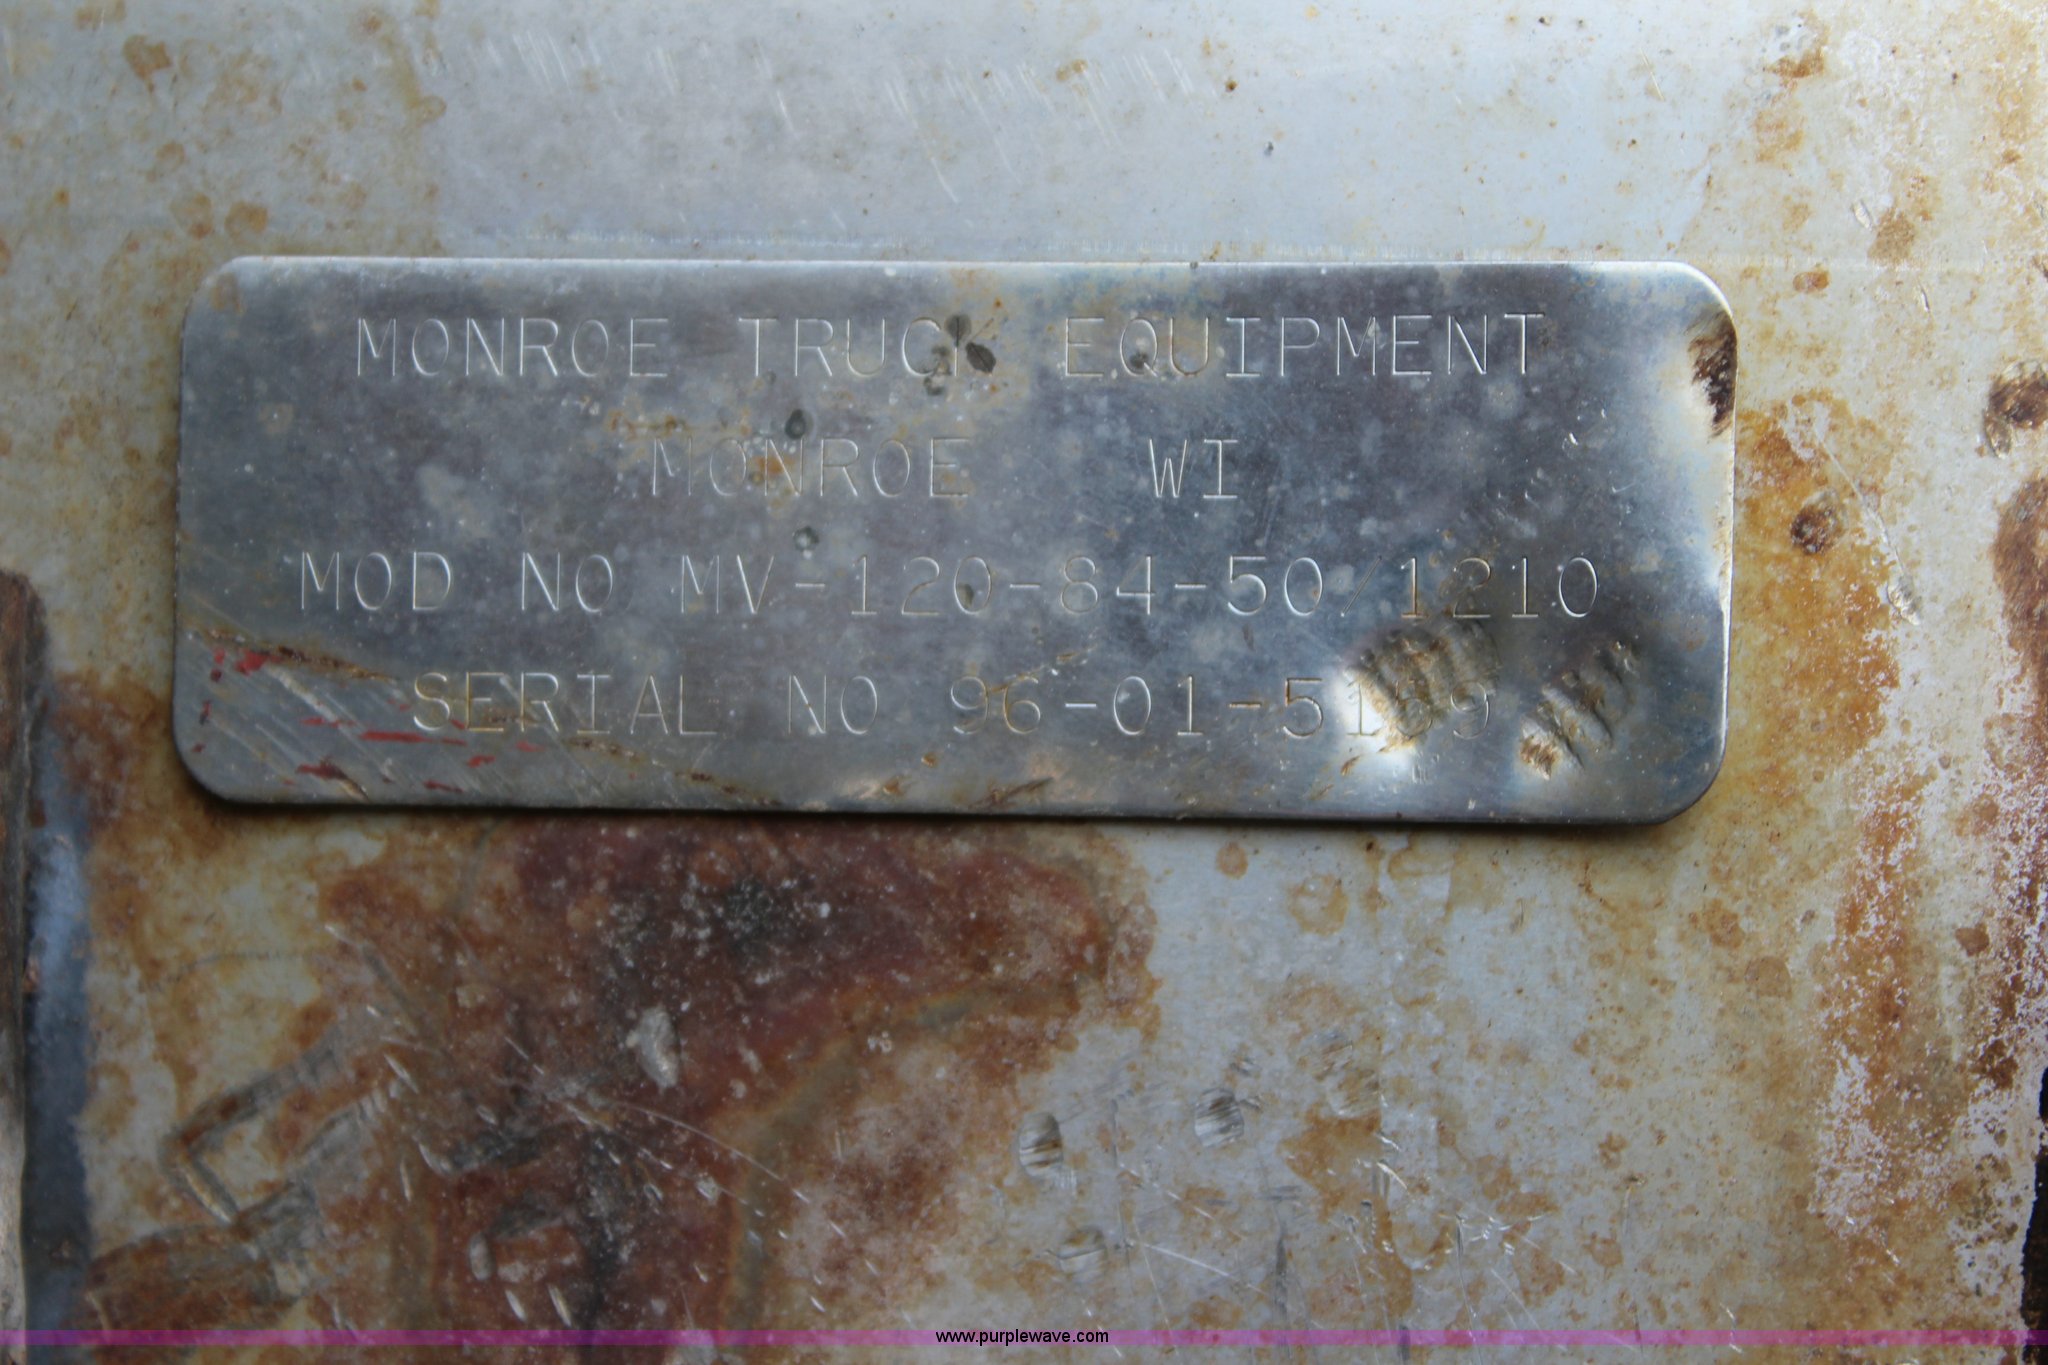 MONROE TRUCK EQUIPMENT
MONROE WI
MOD NO MV-120-84-50/1210
SERIAL NO
www.purplewave.com